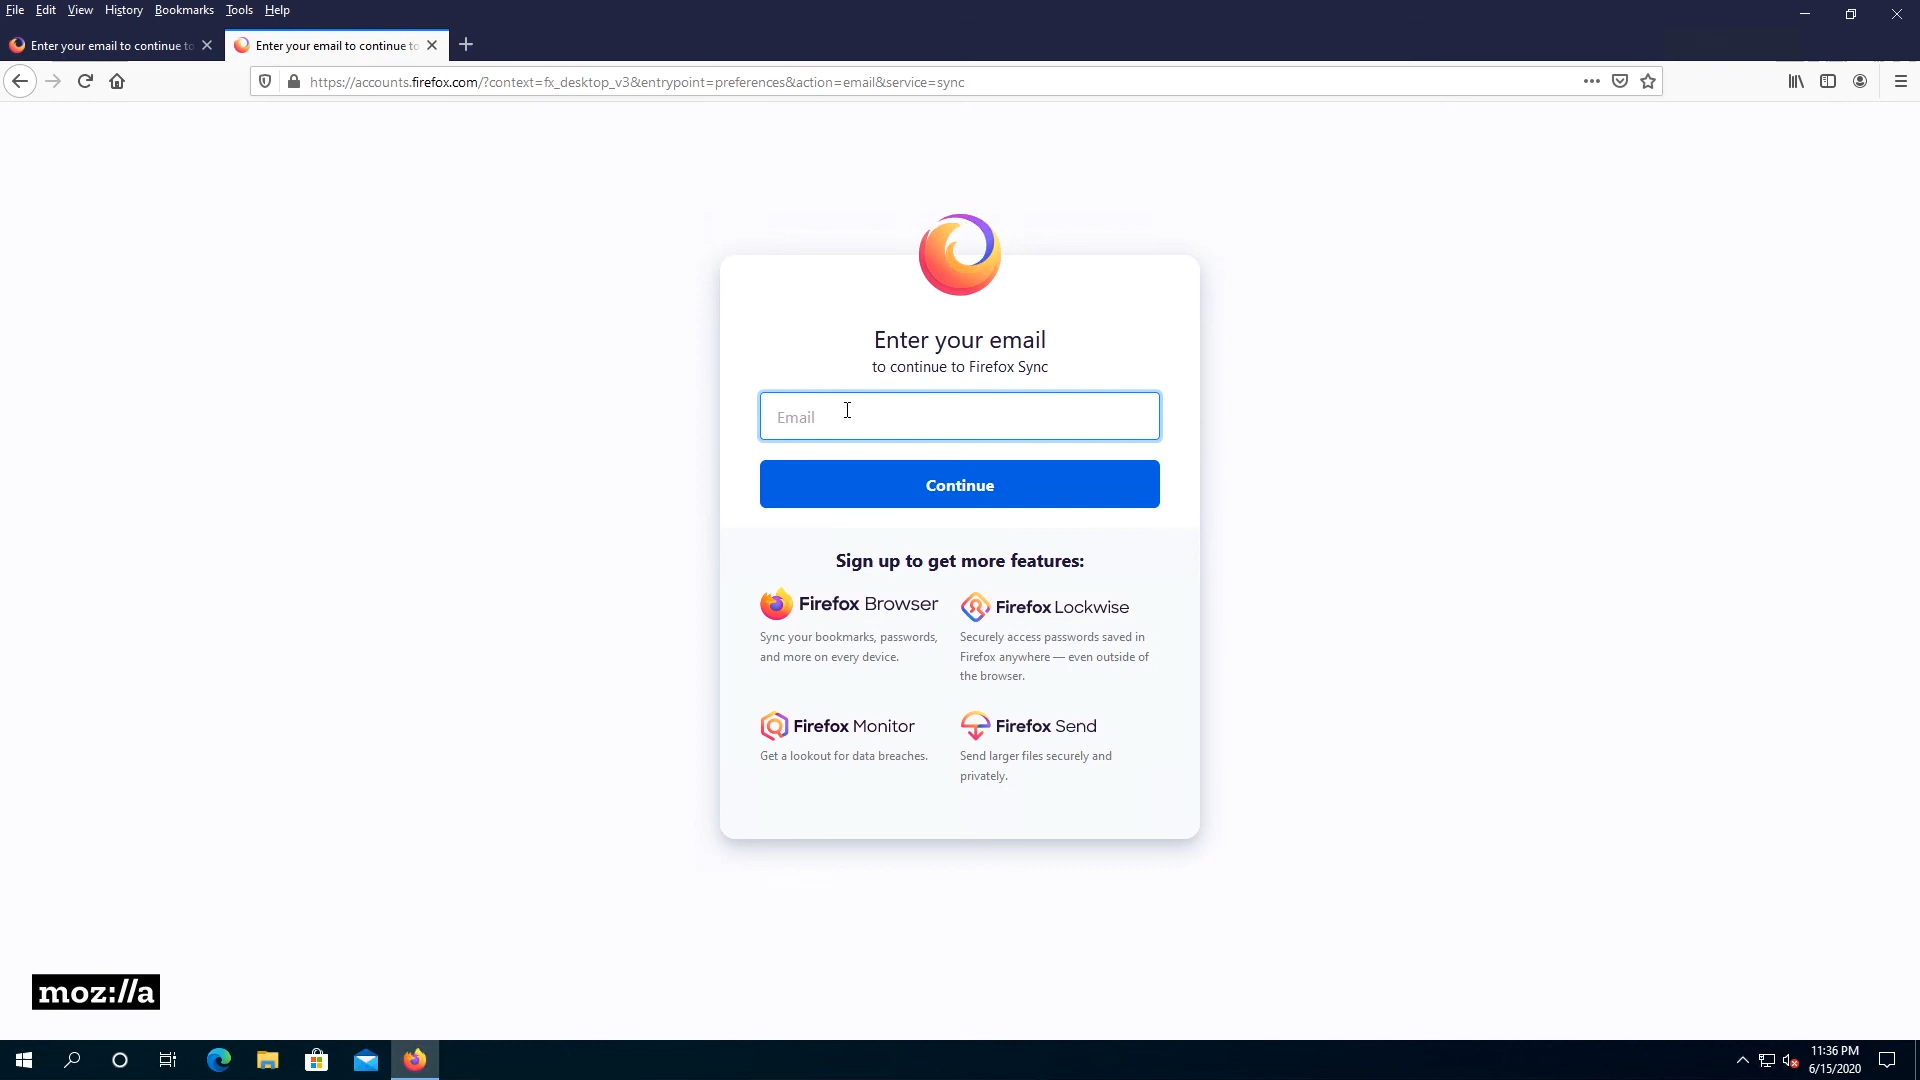 File Edit View History Bookmarks Tools Help
Enter your email to continue to
Enter your email to continue to
https://accounts.firefox.com/?context=fx_desktop_v3&entrypoint=preferences&action=email&service=sync
Enter your email
to continue to Firefox Sync
Email
Continue
Sign up to get more features:
Firefox Browser
Sync your bookmarks, passwords,
and more on every device.
Firefox Lockwise
Securely access passwords saved in
Firefox anywhere — even outside of
the browser.
Firefox Monitor
Get a lookout for data breaches.
Firefox Send
Send larger files securely and
privately.
moz://a
11:36 PM
6/15/2020